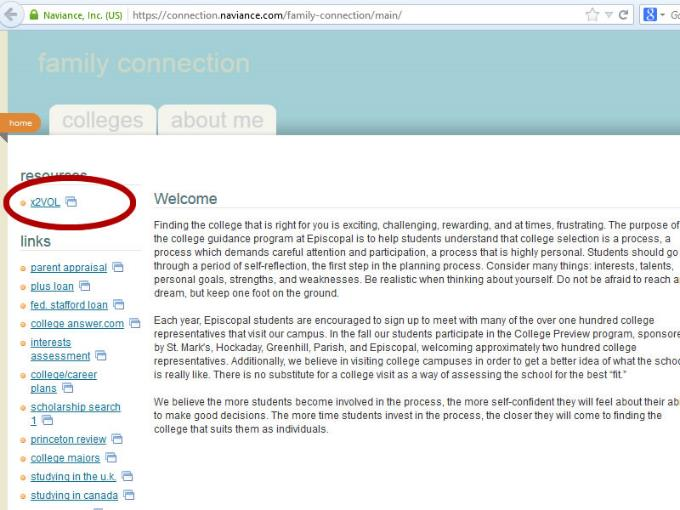 Naviance, Inc. (US) https://connection.naviance.com/family-connection/main/
family connection
home colleges about me
resources
x2VOL
links
parent appraisal
plus loan
fed. stafford loan
college answer.com
interests
assessment
college/career
plans
scholarship search
1
princeton review
college majors
studying in the u.k.
studying in canada
Welcome
Finding the college that is right for you is exciting, challenging, rewarding, and at times, frustrating. The purpose of
the college guidance program at Episcopal is to help students understand that college selection is a process, a
process which demands careful attention and participation, a process that is highly personal. Students should go
through a period of self-reflection, the first step in the planning process. Consider many things: interests, talents,
personal goals, strengths, and weaknesses. Be realistic when thinking about yourself. Do not be afraid to reach a
dream, but keep one foot on the ground.
Each year, Episcopal students are encouraged to sign up to meet with many of the over one hundred college
representatives that visit our campus. In the fall our students participate in the College Preview program, sponsore
by St. Mark's, Hockaday, Greenhill, Parish, and Episcopal, welcoming approximately two hundred college
representatives. Additionally, we believe in visiting college campuses in order to get a better idea of what the schoo
is really like. There is no substitute for a college visit as a way of assessing the school for the best “fit.”
We believe the more students become involved in the process, the more self-confident they will feel about their abi
to make good decisions. The more time students invest in the process, the closer they will come to finding the
college that suits them as individuals.